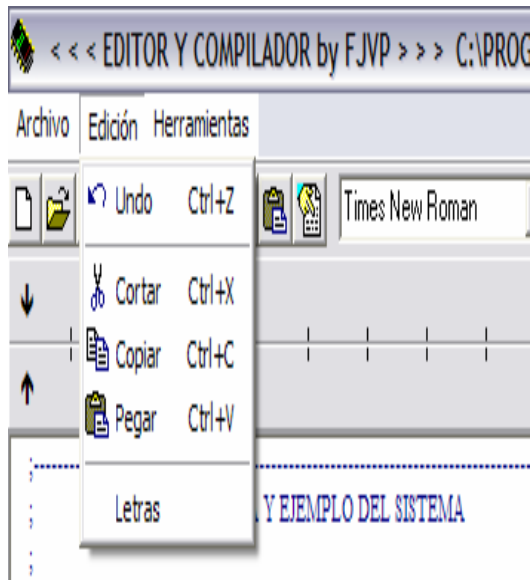 < < < EDITOR Y COMPILADOR by FJVP > > > C:\PROG
Archivo Edición Herramientas
Times New Roman
Undo Ctrl+Z
Cortar Ctrl+X
Copiar Ctrl+C
Pegar Ctrl+V
Letras
;--------------------------------
; Y EJEMPLO DEL SISTEMA
;